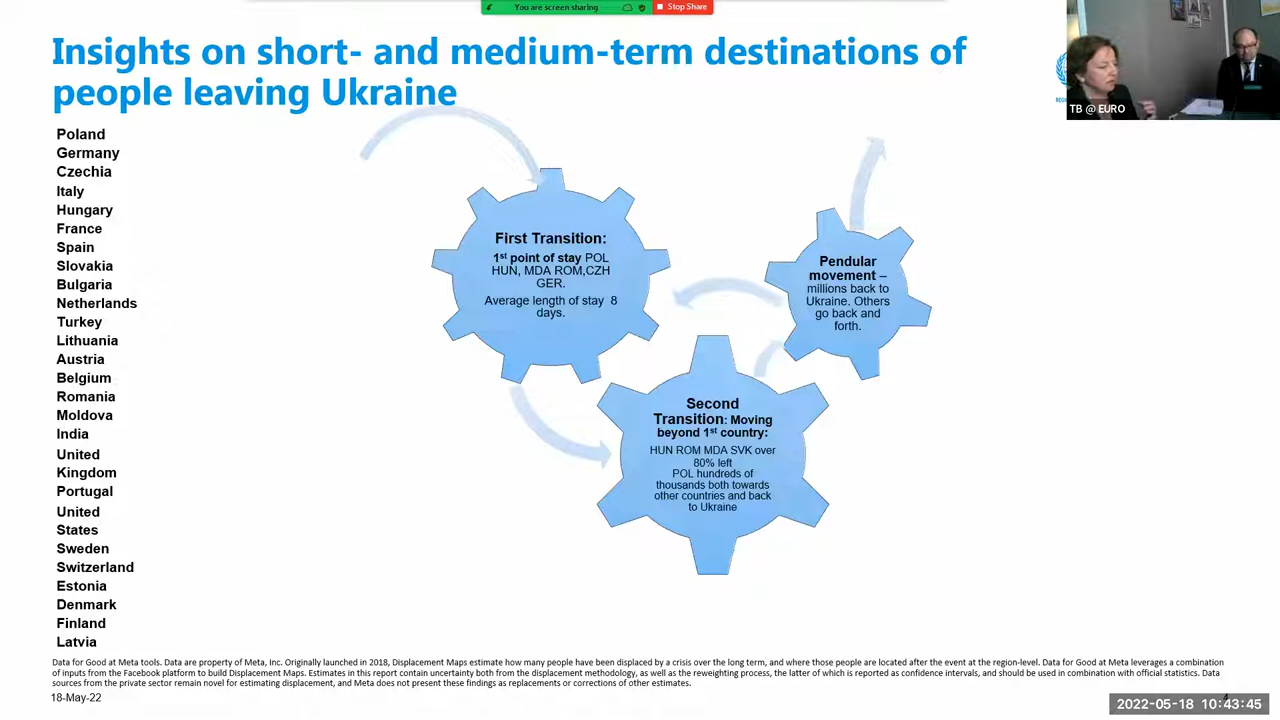 You are screen sharing
Stop Share
Insights on short- and medium-term destinations of
people leaving Ukraine
TB @ EURO
Poland
Germany
Czechia
Italy
Hungary
France
Spain
Slovakia
Bulgaria
Netherlands
Turkey
Lithuania
Austria
Belgium
Romania
Moldova
India
United
Kingdom
Portugal
United
States
Sweden
Switzerland
Estonia
Denmark
Finland
Latvia
First Transition:
1st point of stay POL
HUN, MDA ROM,CZH
GER.
Average length of stay 8
days.
Second
Transition: Moving
beyond 1st country:
HUN ROM MDA SVK over
80% left
POL hundreds of
thousands both towards
other countries and back
to Ukraine
Pendular
movement –
millions back to
Ukraine. Others
go back and
forth.
Data for Good at Meta tools. Data are property of Meta, Inc. Originally launched in 2018, Displacement Maps estimate how many people have been displaced by a crisis over the long term, and where those people are located after the event at the region-level. Data for Good at Meta leverages a combination
of inputs from the Facebook platform to build Displacement Maps. Estimates in this report contain uncertainty both from the displacement methodology, as well as the reweighting process, the latter of which is reported as confidence intervals, and should be used in combination with official statistics. Data
sources from the private sector remain novel for estimating displacement, and Meta does not present these findings as replacements or corrections of other estimates.
18-May-22
2022-05-18 10:43:45